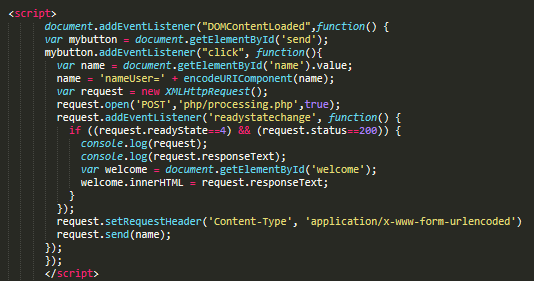 <script>
document.addEventListener("DOMContentLoaded",function() {
var mybutton = document.getElementById('send');
mybutton.addEventListener("click", function(){
var name = document.getElementById('name').value;
name = 'nameUser=' + encodeURIComponent(name);
var request = new XMLHttpRequest();
request.open('POST','php/processing.php',true);
request.addEventListener('readystatechange', function() {
if ((request.readyState==4) && (request.status==200)) {
console.log(request);
console.log(request.responseText);
var welcome = document.getElementById('welcome');
welcome.innerHTML = request.responseText;
}
});
request.setRequestHeader('Content-Type', 'application/x-www-form-urlencoded')
request.send(name);
});
});
</script>